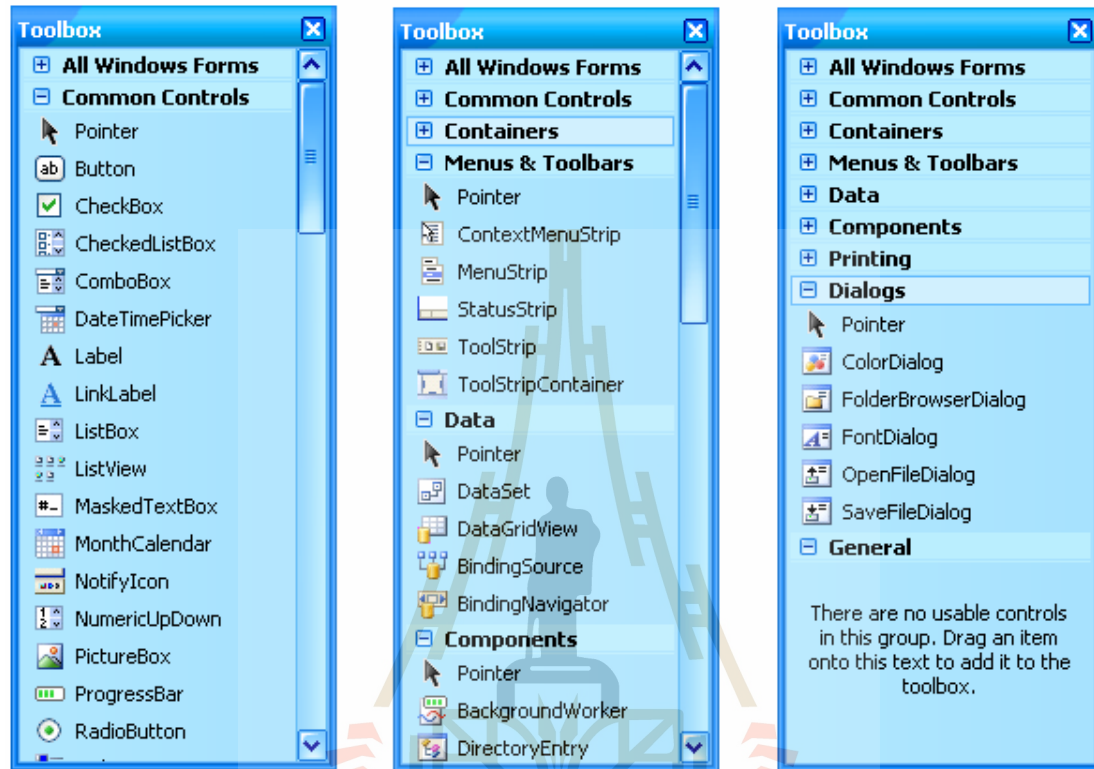 Toolbox
All Windows Forms
Common Controls
Pointer
Button
CheckBox
CheckedListBox
ComboBox
DateTimePicker
Label
LinkLabel
ListBox
ListView
MaskedTextBox
MonthCalendar
NotifyIcon
NumericUpDown
PictureBox
ProgressBar
RadioButton
Toolbox
All Windows Forms
Common Controls
Containers
Menus & Toolbars
Pointer
ContextMenuStrip
MenuStrip
StatusStrip
ToolStrip
ToolStripContainer
Data
Pointer
DataSet
DataGridView
BindingSource
BindingNavigator
Components
Pointer
BackgroundWorker
DirectoryEntry
Toolbox
All Windows Forms
Common Controls
Containers
Menus & Toolbars
Data
Components
Printing
Dialogs
Pointer
ColorDialog
FolderBrowserDialog
FontDialog
OpenFileDialog
SaveFileDialog
General
There are no usable controls
in this group. Drag an item
onto this text to add it to the
toolbox.